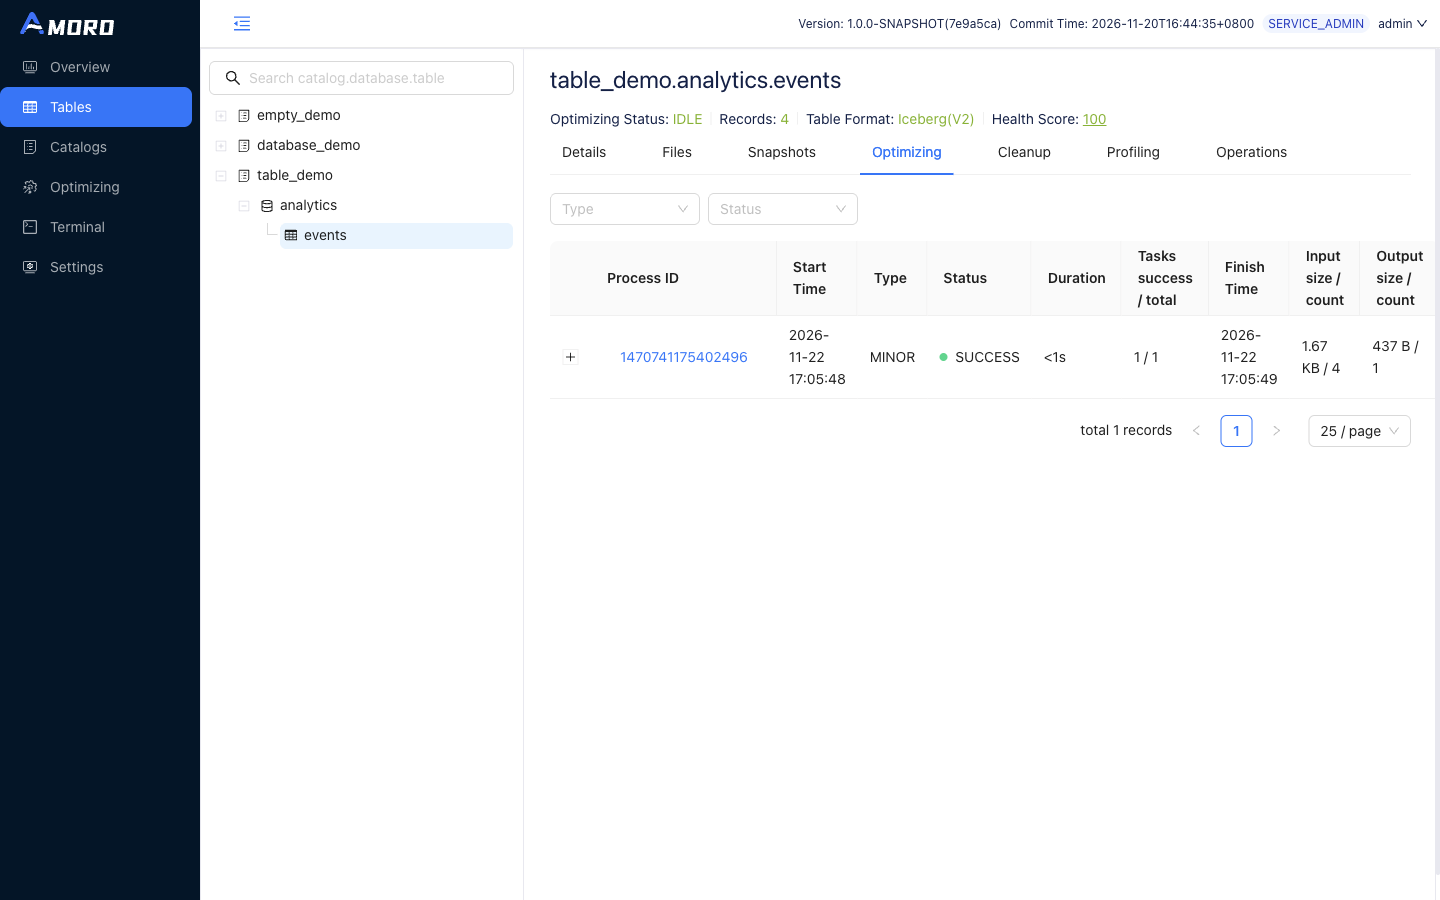 AMORO
Version: 1.0.0-SNAPSHOT(7e9a5ca) Commit Time: 2026-11-20T16:44:35+0800 SERVICE_ADMIN admin
Overview
Tables
Catalogs
Optimizing
Terminal
Settings
Search catalog.database.table
empty_demo
database_demo
table_demo
analytics
events
table_demo.analytics.events
Optimizing Status: IDLE Records: 4 Table Format: Iceberg(V2) Health Score: 100
Details Files Snapshots Optimizing Cleanup Profiling Operations
Type Status
Process ID
Start
Time
Type
Status
Duration
Tasks
success
/ total
Finish
Time
Input
size /
count
Output
size /
count
1470741175402496
2026-
11-22
17:05:48
MINOR
SUCCESS
<1s
1 / 1
2026-
11-22
17:05:49
1.67
KB / 4
437 B /
1
total 1 records 1 25 / page